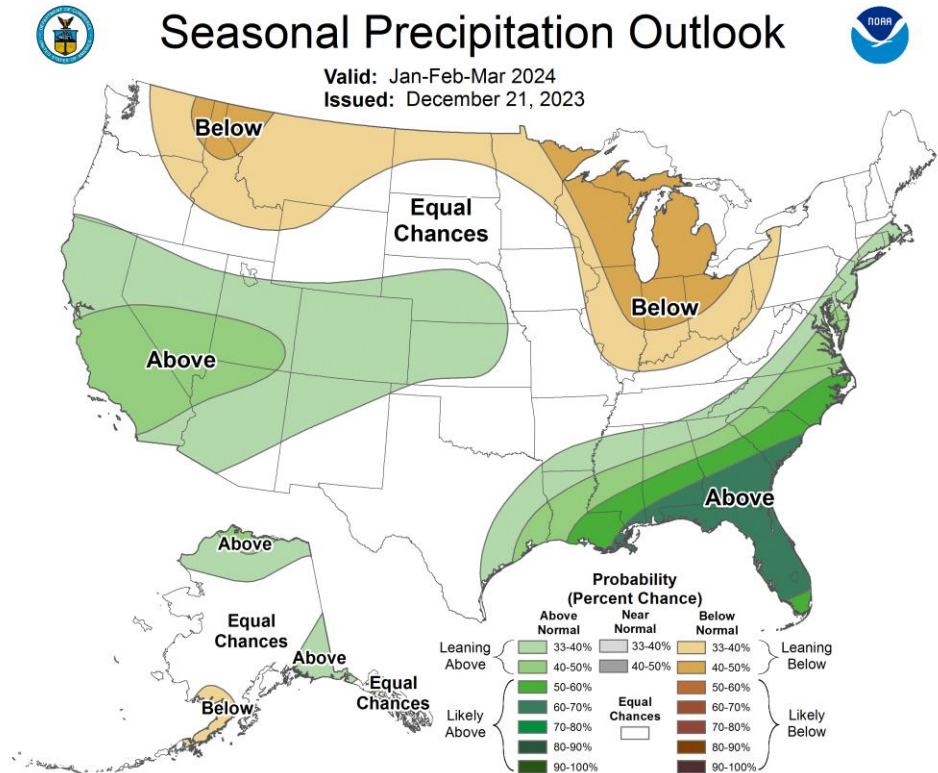 Seasonal Precipitation Outlook
NOAA
Valid: Jan-Feb-Mar 2024
Issued: December 21, 2023
Below
Equal
Chances
Below
Above
Above
Above
Equal
Chances
Above
Equal
Chances
Below
Probability
(Percent Chance)
Above
Normal
Near
Normal
Below
Normal
Leaning
Above
33-40%
33-40%
33-40%
Leaning
Below
40-50%
40-50%
40-50%
Likely
Above
50-60%
50-60%
Likely
Below
60-70%
60-70%
Equal
Chances
70-80%
70-80%
80-90%
80-90%
90-100%
90-100%